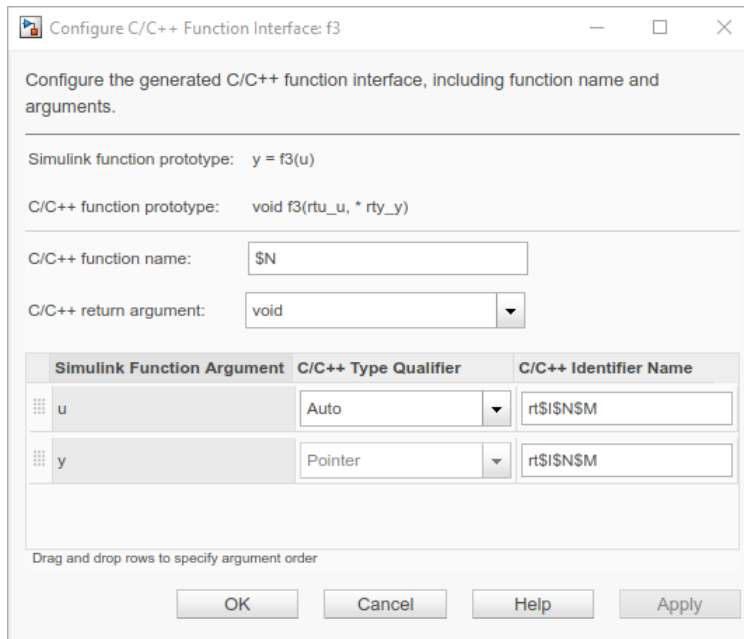 Configure C/C++ Function Interface: f3
Configure the generated C/C++ function interface, including function name and
arguments.
Simulink function prototype: y = f3(u)
C/C++ function prototype: void f3(rtu_u, * rty_y)
C/C++ function name: $N
C/C++ return argument: void
Simulink Function Argument C/C++ Type Qualifier C/C++ Identifier Name
u Auto rt$I$N$M
y Pointer rt$I$N$M
Drag and drop rows to specify argument order
OK Cancel Help Apply